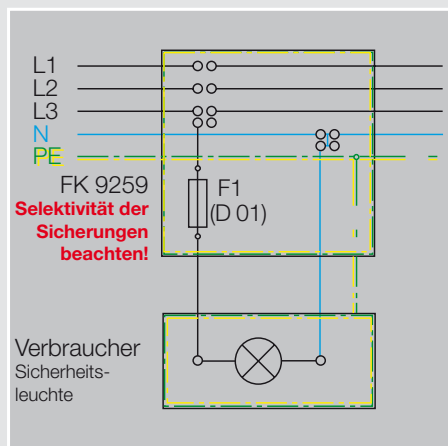 L1
L2
L3
N
PE
FK 9259
Selektivität der
Sicherungen
beachten!
F1
(D 01)
Verbraucher
Sicherheits-
leuchte